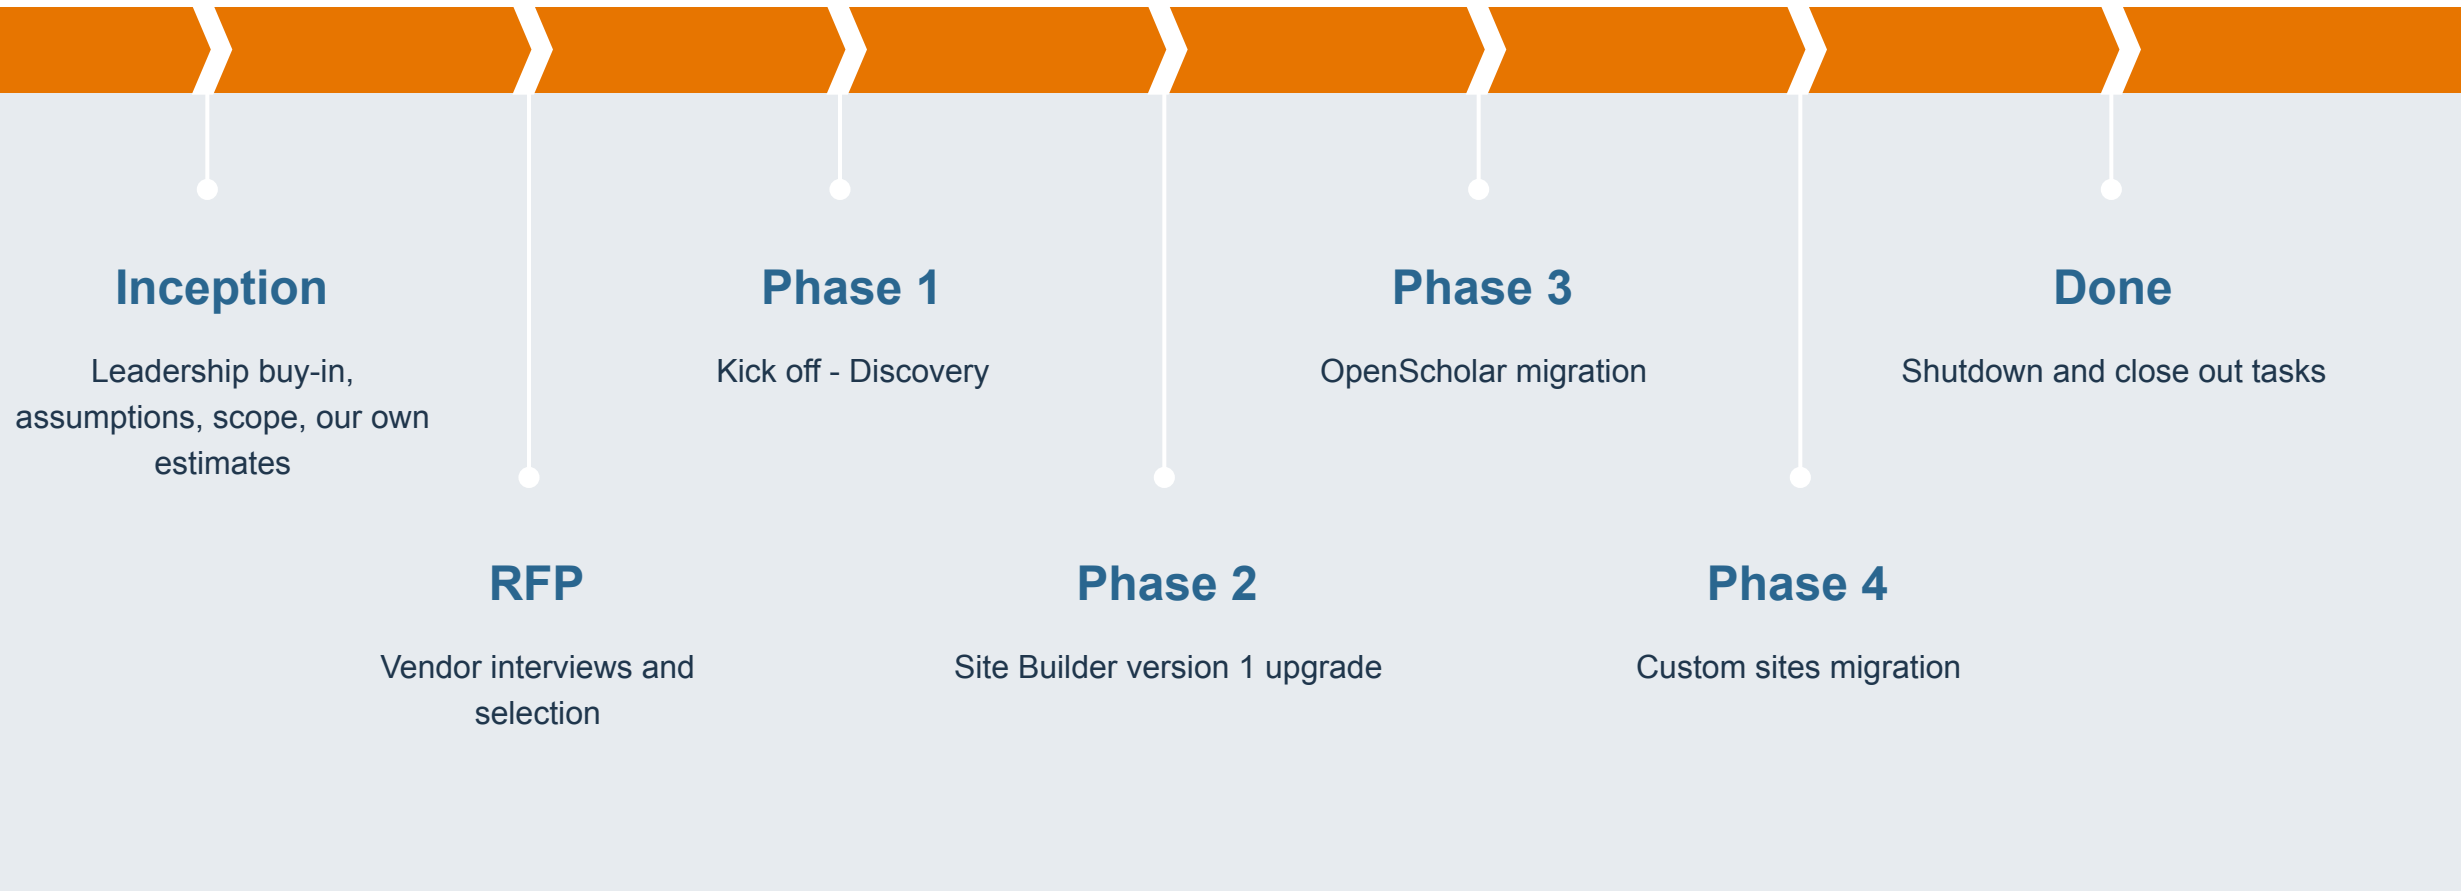 Inception
Leadership buy-in,
assumptions, scope, our own
estimates
RFP
Vendor interviews and
selection
Phase 1
Kick off - Discovery
Phase 2
Site Builder version 1 upgrade
Phase 3
OpenScholar migration
Phase 4
Custom sites migration
Done
Shutdown and close out tasks